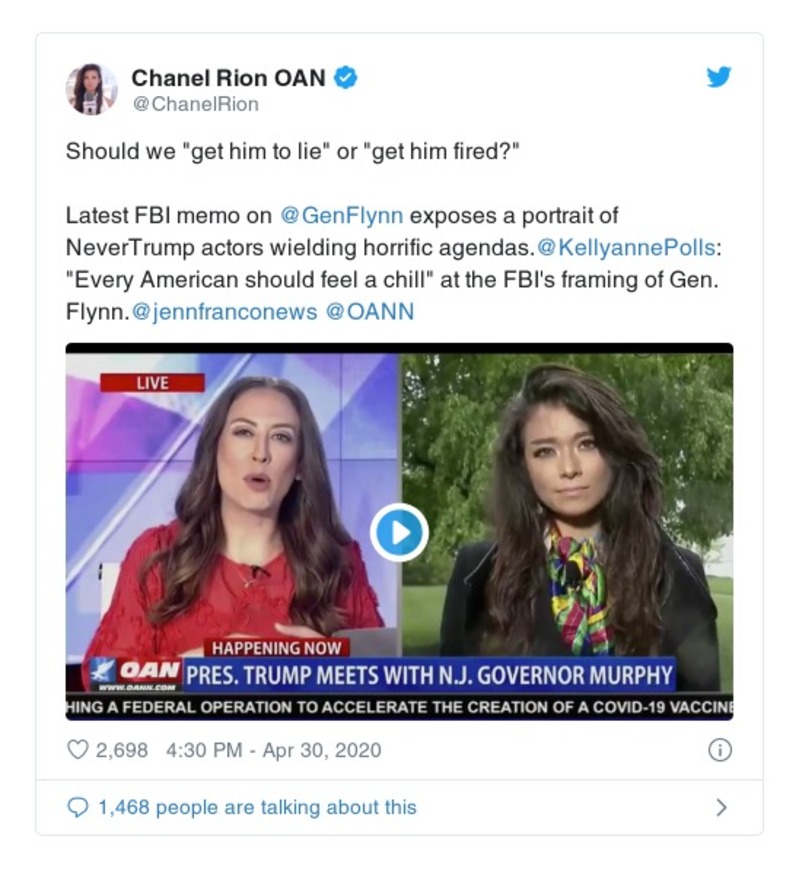 Chanel Rion OAN
@ChanelRion
Should we "get him to lie" or "get him fired?"
Latest FBI memo on @GenFlynn exposes a portrait of
NeverTrump actors wielding horrific agendas.@KellyannePolls:
"Every American should feel a chill" at the FBI's framing of Gen.
Flynn.@jennfranconews @OANN
LIVE
HAPPENING NOW
OAN
WWW.OANN.COM
PRES. TRUMP MEETS WITH N.J. GOVERNOR MURPHY
HING A FEDERAL OPERATION TO ACCELERATE THE CREATION OF A COVID-19 VACCINE
2,698 4:30 PM - Apr 30, 2020
1,468 people are talking about this